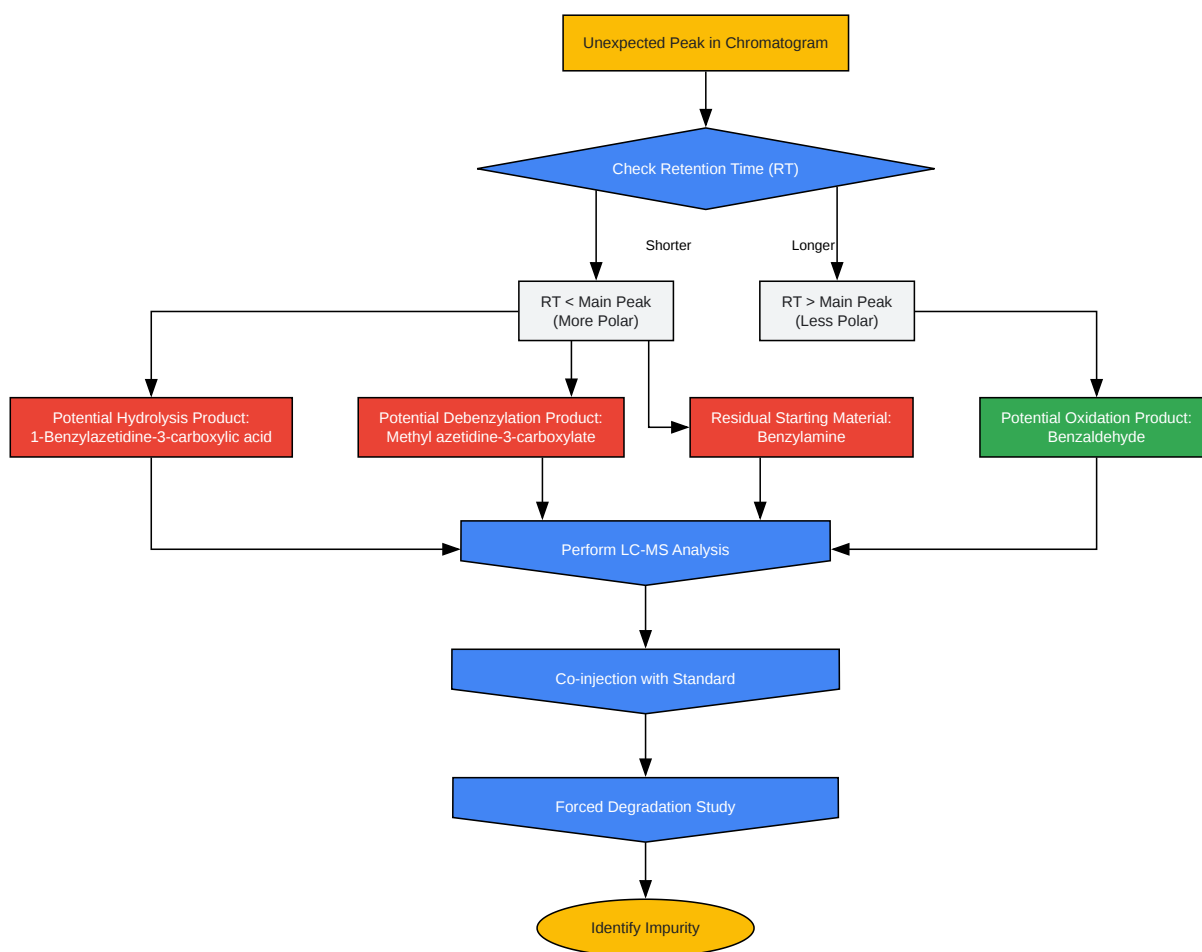 Unexpected Peak in Chromatogram
Check Retention Time (RT)
Shorter
Longer
RT < Main Peak
(More Polar)
RT > Main Peak
(Less Polar)
Potential Hydrolysis Product:
1-Benzylazetidine-3-carboxylic acid
Potential Debenzylation Product:
Methyl azetidine-3-carboxylate
Residual Starting Material:
Benzylamine
Potential Oxidation Product:
Benzaldehyde
Perform LC-MS Analysis
Co-injection with Standard
Forced Degradation Study
Identify Impurity